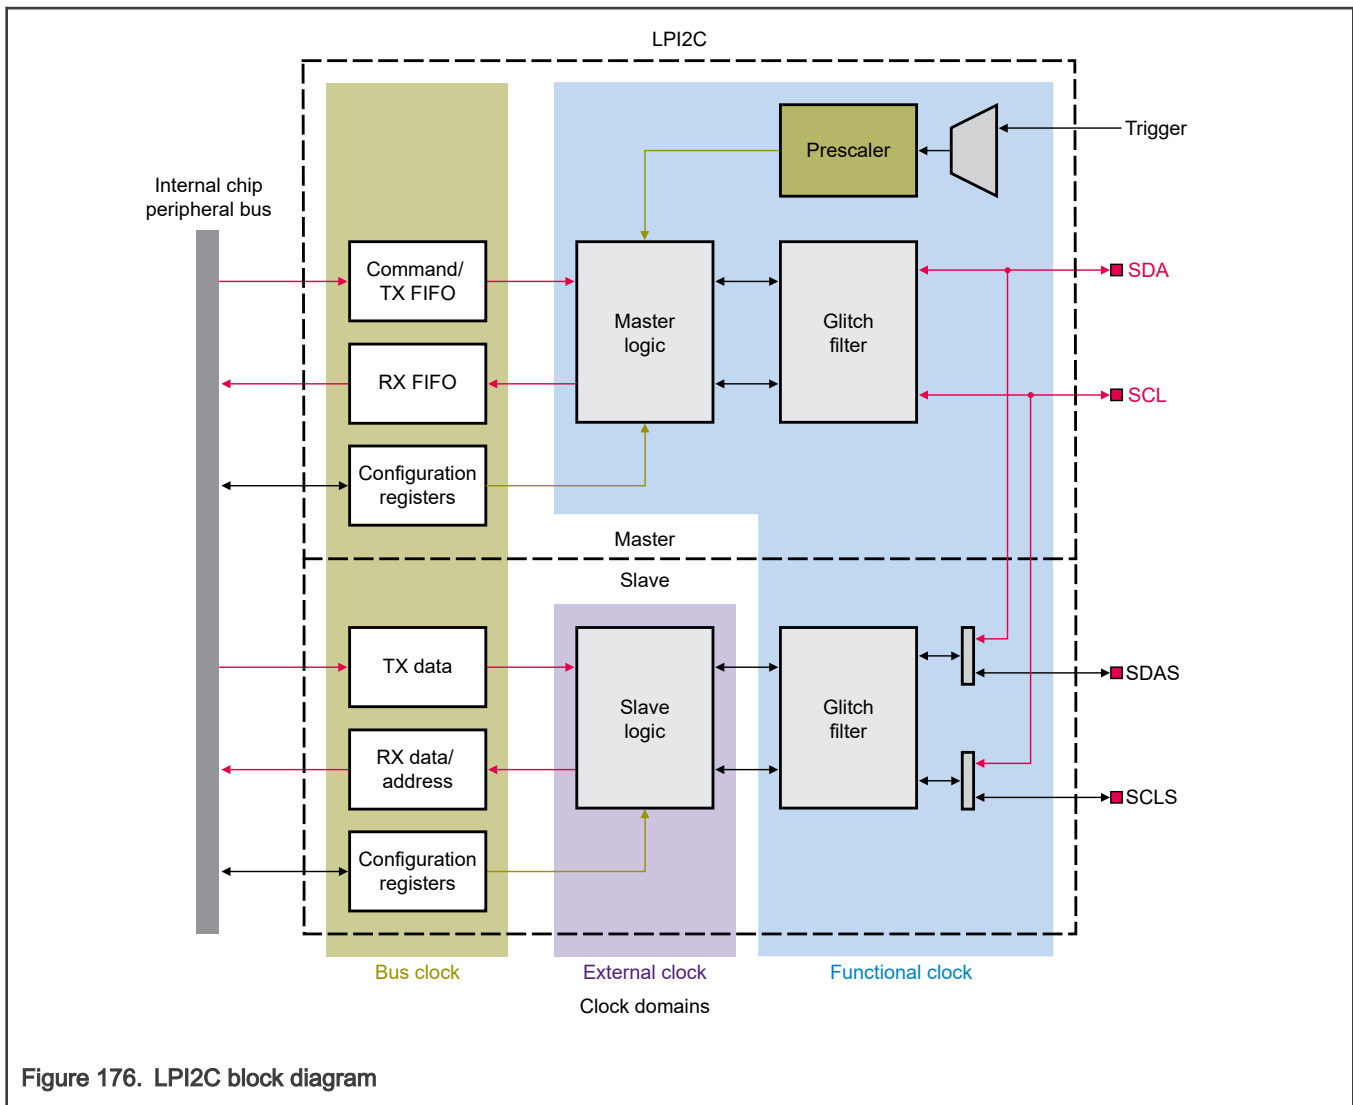 LPI2C
Trigger
Prescaler
Internal chip
peripheral bus
Command/
TX FIFO
Master
logic
Glitch
filter
SDA
RX FIFO
SCL
Configuration
registers
Master
Slave
TX data
Slave
logic
Glitch
filter
SDAS
RX data/
address
SCLS
Configuration
registers
Bus clock
External clock
Functional clock
Clock domains
Figure 176. LPI2C block diagram